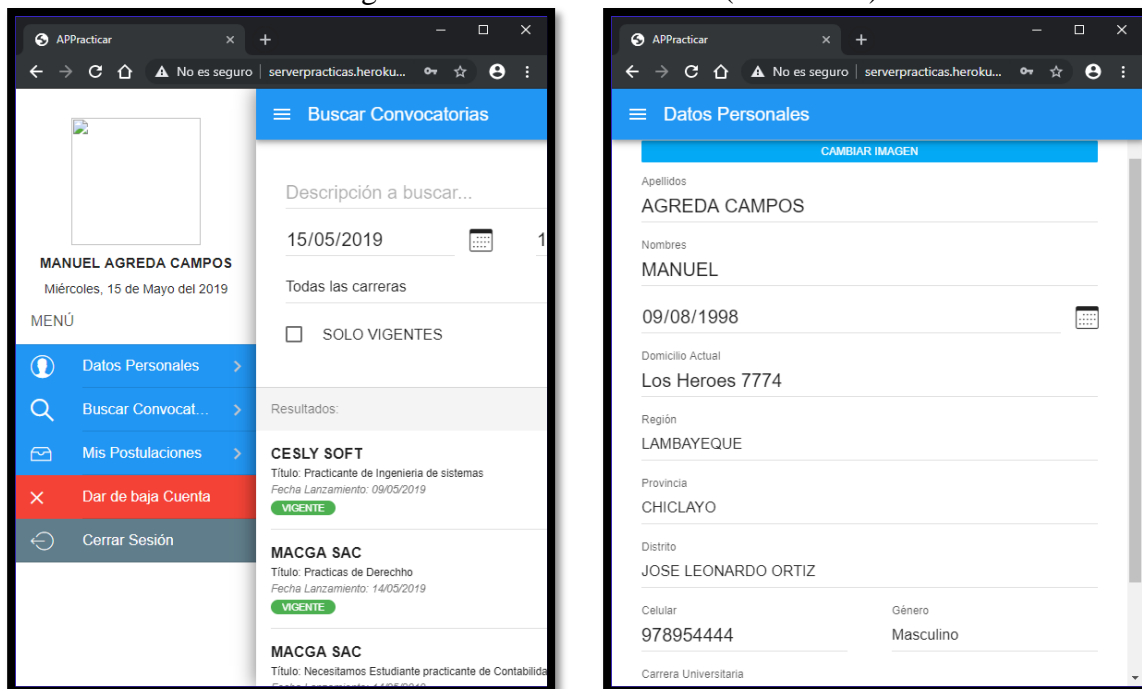 APPracticar
No es seguro | serverpracticas.heroku...
MANUEL AGREDA CAMPOS
Miércoles, 15 de Mayo del 2019
MENÚ
Datos Personales
Buscar Convocat...
Mis Postulaciones
Dar de baja Cuenta
Cerrar Sesión
Buscar Convocatorias
Descripción a buscar...
15/05/2019 1
Todas las carreras
SOLO VIGENTES
Resultados:
CESLY SOFT
Título: Practicante de Ingenieria de sistemas
Fecha Lanzamiento: 09/05/2019
VIGENTE
MACGA SAC
Título: Practicas de Derechho
Fecha Lanzamiento: 14/05/2019
VIGENTE
MACGA SAC
Título: Necesitamos Estudiante practicante de Contabilida
APPracticar
No es seguro | serverpracticas.heroku...
Datos Personales
CAMBIAR IMAGEN
Apellidos
AGREDA CAMPOS
Nombres
MANUEL
09/08/1998
Domicilio Actual
Los Heroes 7774
Región
LAMBAYEQUE
Provincia
CHICLAYO
Distrito
JOSE LEONARDO ORTIZ
Celular Género
978954444 Masculino
Carrera Universitaria